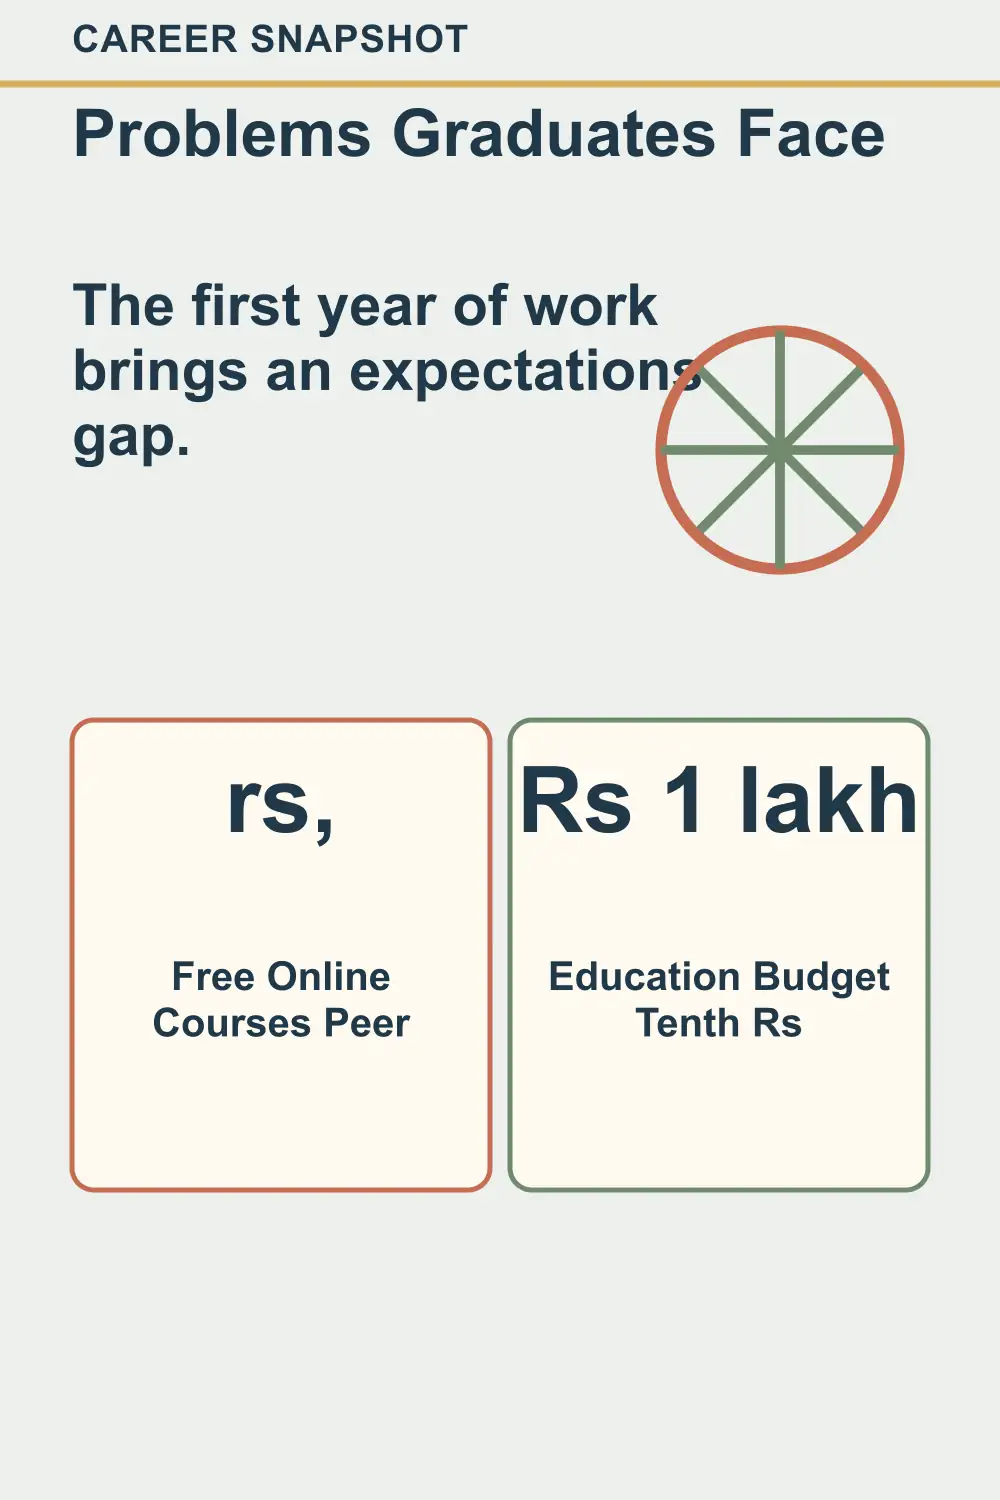 CAREER SNAPSHOT
Problems Graduates Face
The first year of work
brings an expectations
gap.
rs,
Free Online
Courses Peer
Rs 1 lakh
Education Budget
Tenth Rs